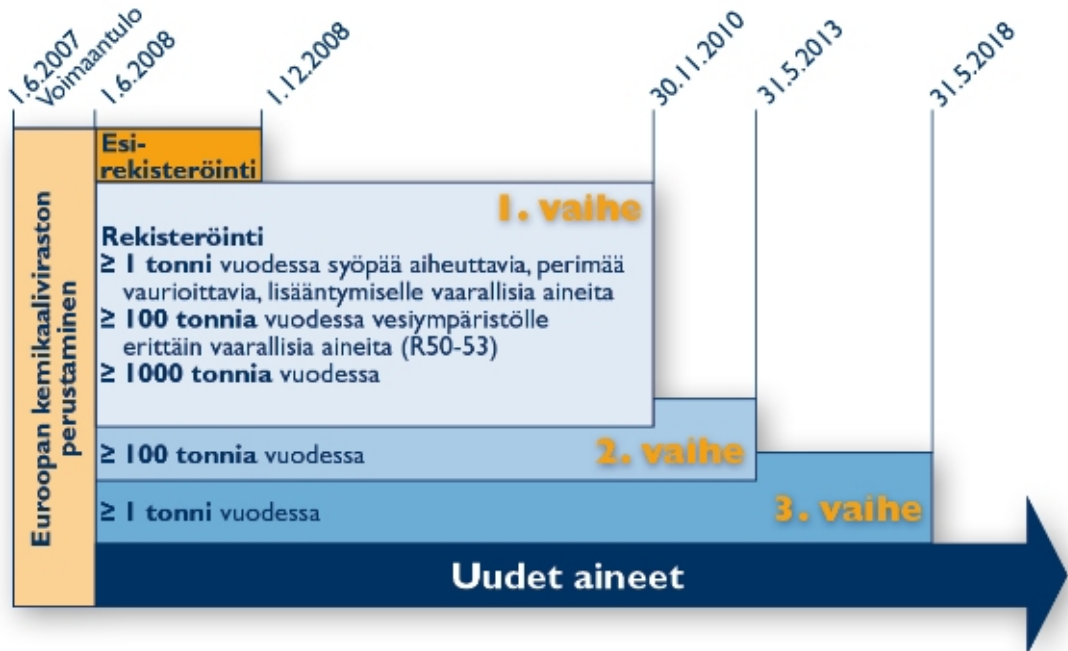 1.6.2007
Voimaantulo
1.6.2008
1.12.2008
30.11.2010
31.5.2013
31.5.2018
Euroopan kemikaaliviraston
perustaminen
Esi-
rekisteröinti
1. vaihe
Rekisteröinti
≥ 1 tonni vuodessa syöpää aiheuttavia, perimää
vaurioittavia, lisääntymiselle vaarallisia aineita
≥ 100 tonnia vuodessa vesiympäristölle
erittäin vaarallisia aineita (R50-53)
≥ 1000 tonnia vuodessa
≥ 100 tonnia vuodessa
2. vaihe
≥ 1 tonni vuodessa
3. vaihe
Uudet aineet